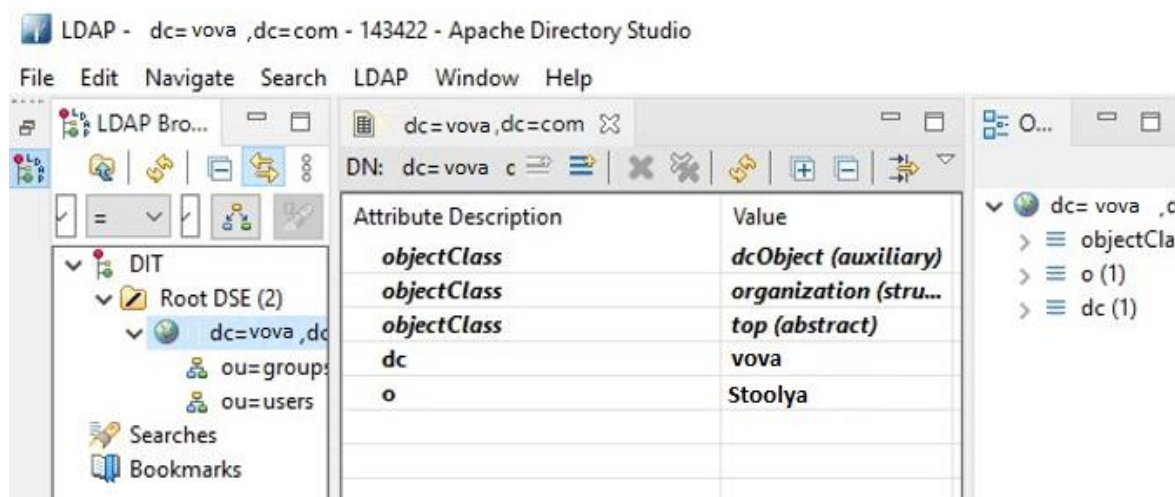 LDAP - dc=vova ,dc=com - 143422 - Apache Directory Studio
File Edit Navigate Search LDAP Window Help
LDAP Bro...
dc=vova,dc=com
O...
DN: dc=vova
=
Attribute Description Value
objectClass dcObject (auxiliary)
objectClass organization (stru...
objectClass top (abstract)
dc vova
o Stoolya
DIT
Root DSE (2)
dc=vova ,dc
ou=groups
ou=users
Searches
Bookmarks
dc= vova ,d
objectCla
o (1)
dc (1)